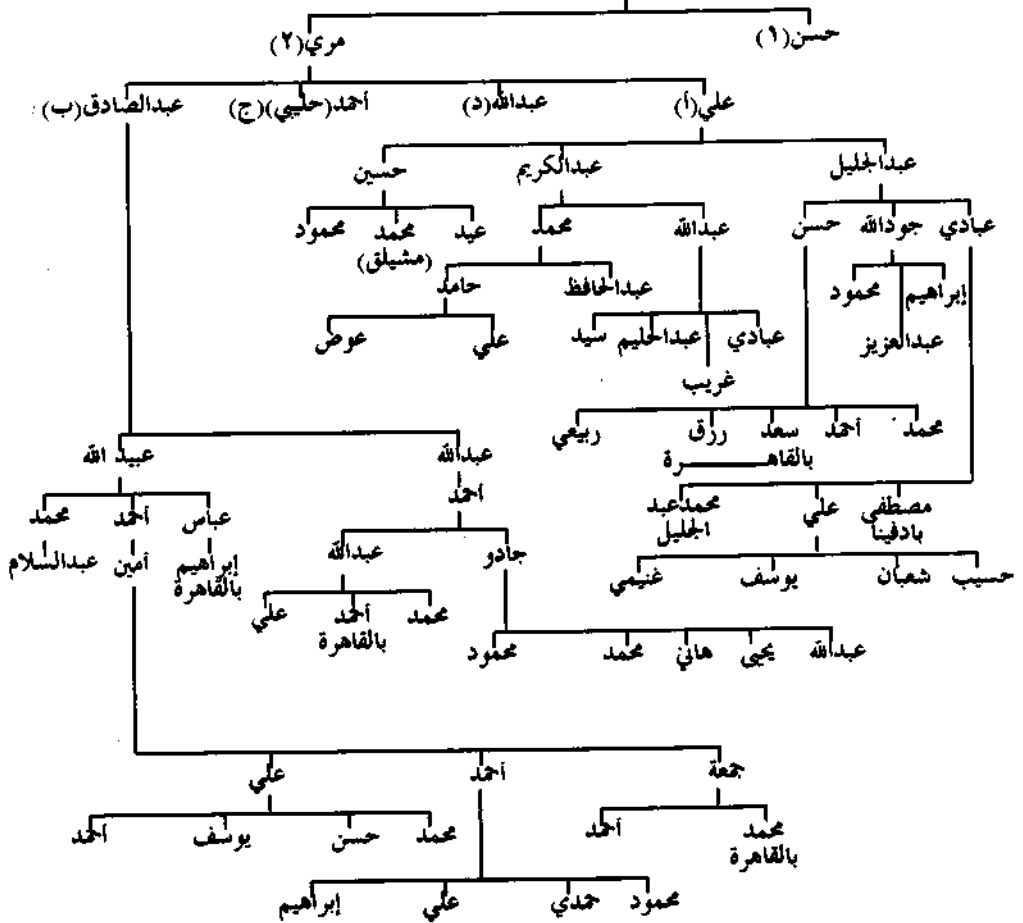 حسن(١) مري(٢)
علي(أ) عبدالله(د) أحمد(حليبي)(ج) عبدالصادق(ب)
عبدالجليل عبدالكريم حسين
عبادي جودالله حسن عبدالله محمد عيد محمد محمود
(مشيلق)
إبراهيم محمود عبدالحافظ حامد
عبدالعزيز عبادي عبدالحليم سيد علي عوض
غريب
محمد أحمد سعد رزق ربيعي
بالقاهـــــرة
عبدالله عبيد الله
مصطفى علي محمدعبد أحمد
بادفينا الجليل
عباس أحمد محمد
جادو عبدالله
إبراهيم أمين عبدالسلام
بالقاهرة
حسيب شعبان يوسف غنيمي
محمد أحمد علي
بالقاهرة
عبدالله يحيى هاني محمد محمود
جمعة أحمد علي
محمد أحمد محمد حسن يوسف أحمد
بالقاهرة
محمود حمدي علي إبراهيم